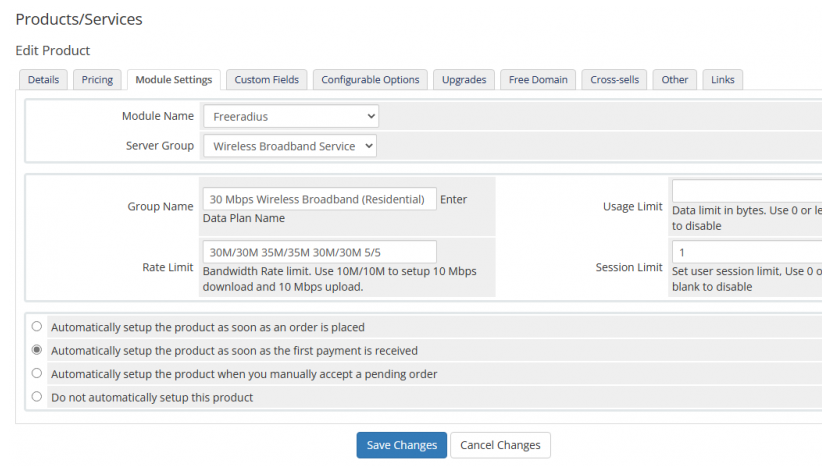 Products/Services
Edit Product
Details Pricing Module Settings Custom Fields Configurable Options Upgrades Free Domain Cross-sells Other Links
Module Name Freeradius
Server Group Wireless Broadband Service
Group Name 30 Mbps Wireless Broadband (Residential) Enter
Data Plan Name
Usage Limit
Data limit in bytes. Use 0 or le
to disable
Rate Limit 30M/30M 35M/35M 30M/30M 5/5
Bandwidth Rate limit. Use 10M/10M to setup 10 Mbps
download and 10 Mbps upload.
Session Limit 1
Set user session limit, Use 0 o
blank to disable
Automatically setup the product as soon as an order is placed
Automatically setup the product as soon as the first payment is received
Automatically setup the product when you manually accept a pending order
Do not automatically setup this product
Save Changes Cancel Changes